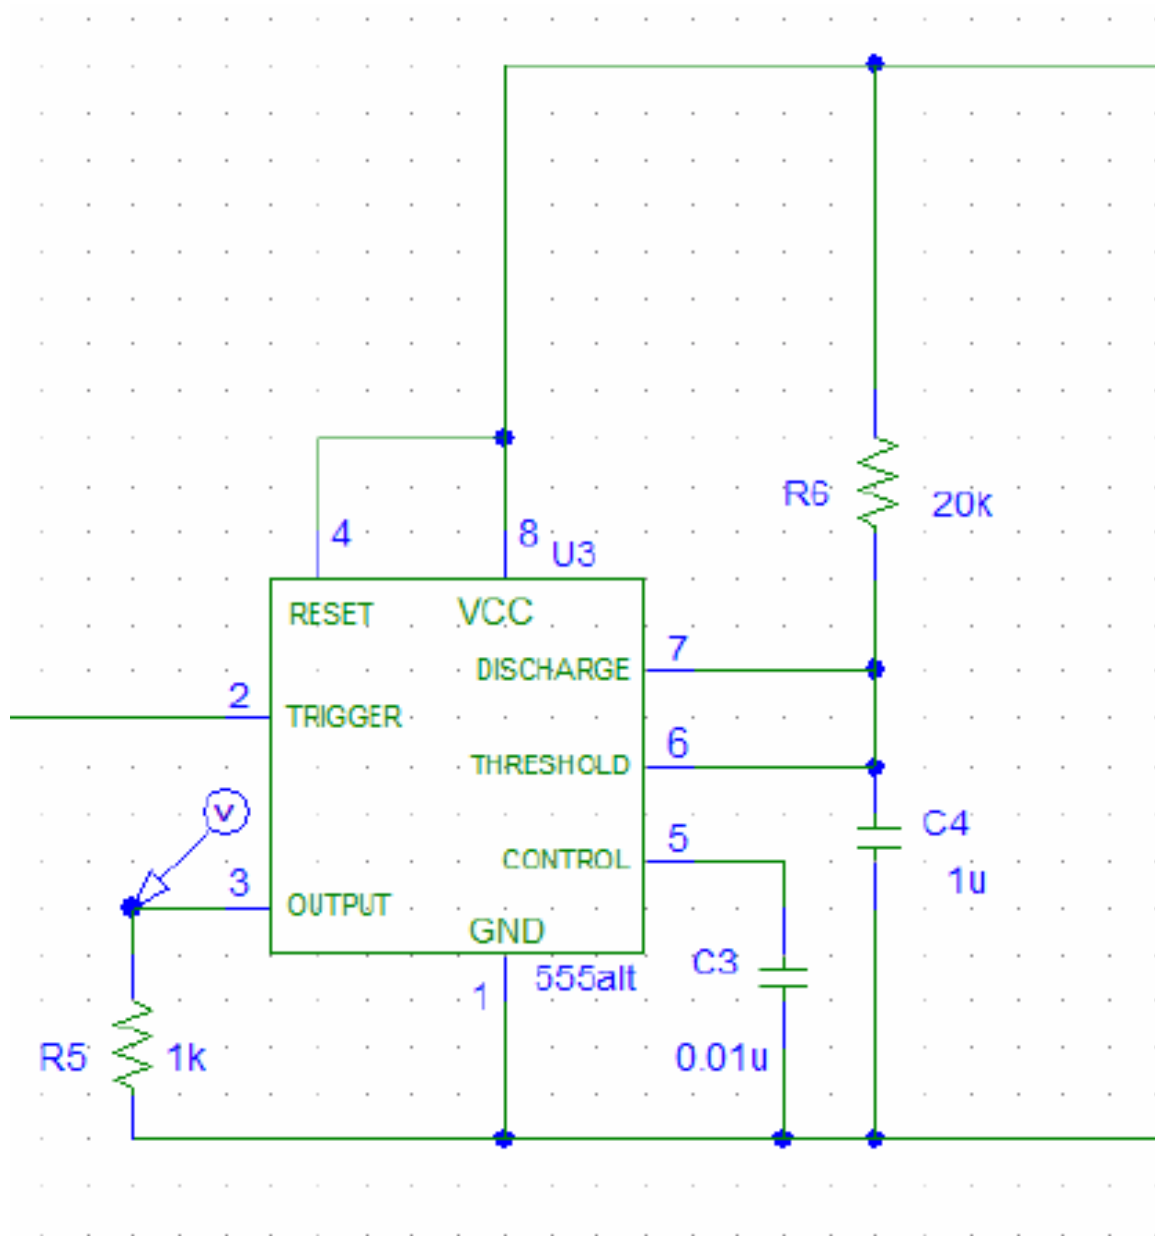 R6
20k
4
8
U3
RESET
VCC
DISCHARGE
7
2
TRIGGER
THRESHOLD
6
V
C4
CONTROL
5
1u
3
OUTPUT
GND
C3
555alt
1
R5
1k
0.01u